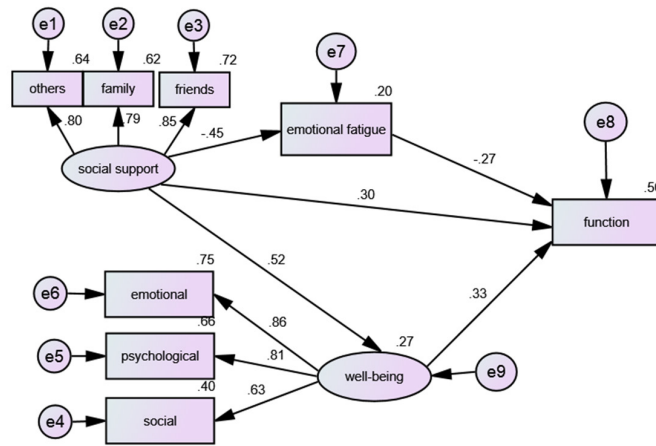 e1
e2
e3
.64
.62
.72
others
family
friends
.80
.79
.85
social support
e7
.20
emotional fatigue
-.45
-.27
e8
function
.30
.52
.33
.75
e6
emotional
.86
.66
e5
psychological
.81
.40
e4
social
.63
.27
well-being
e9